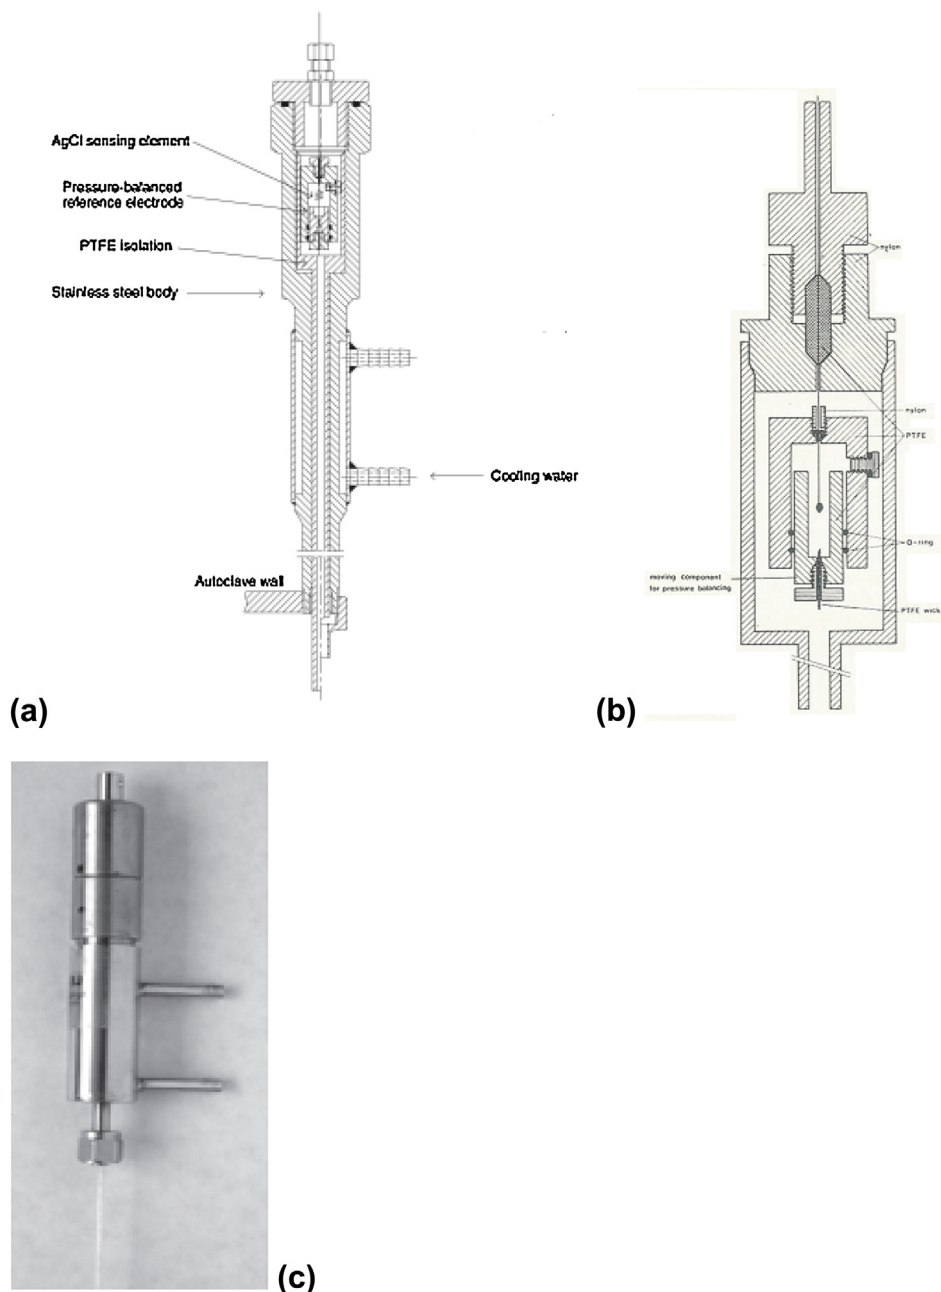 AgCl sensing element
Pressure-balanced
reference electrode
PTFE isolation
Stainless steel body
Cooling water
Autoclave wall
(a)
nylon
nylon
PTFE
O-ring
moving component
for pressure balancing
PTFE wick
(b)
(c)